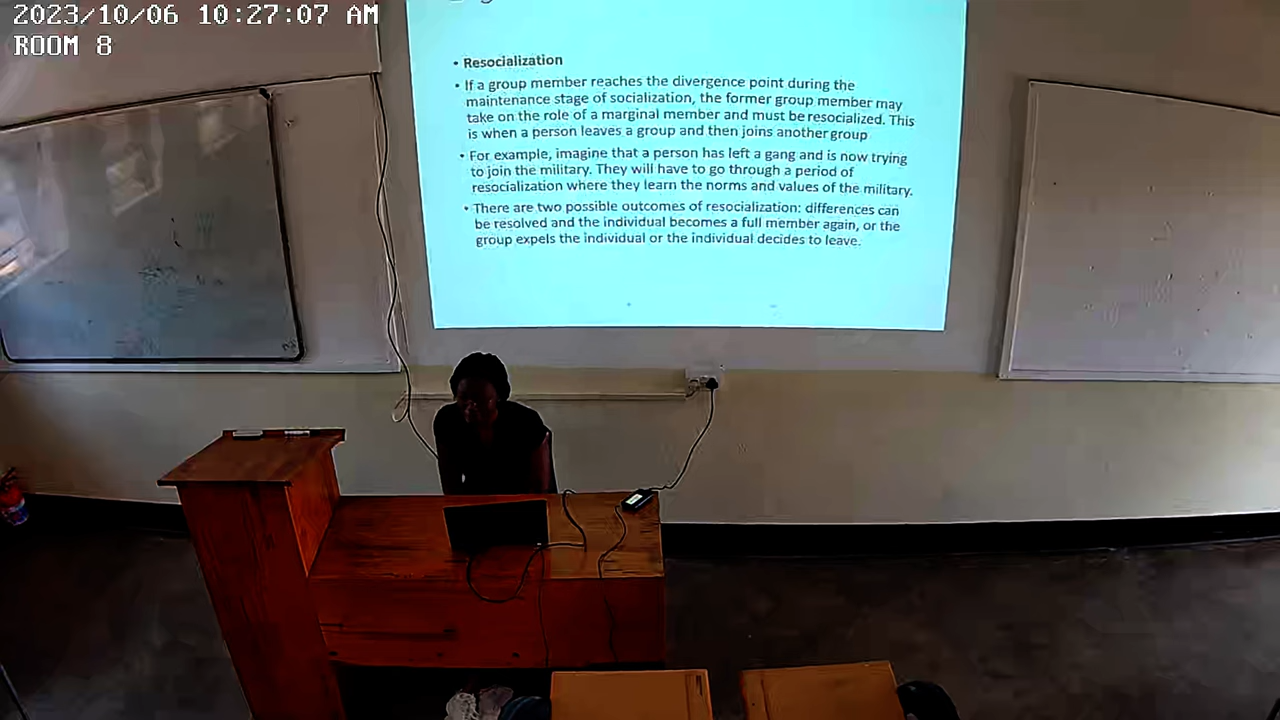 2023/10/06 10:27:07 AM
ROOM 8
• Resocialization
• If a group member reaches the divergence point during the
maintenance stage of socialization, the former group member may
take on the role of a marginal member and must be resocialized. This
is when a person leaves a group and then joins another group
• For example, imagine that a person has left a gang and is now trying
to join the military. They will have to go through a period of
resocialization where they learn the norms and values of the military.
• There are two possible outcomes of resocialization: differences can
be resolved and the individual becomes a full member again, or the
group expels the individual or the individual decides to leave.